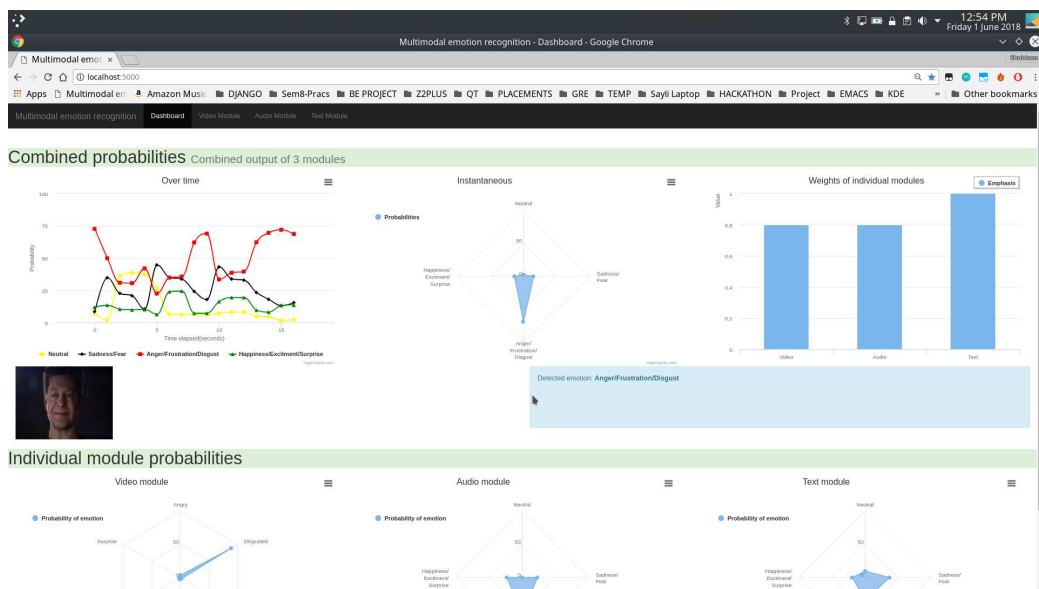 12:54 PM
Friday 1 June 2018
Multimodal emotion recognition - Dashboard - Google Chrome
Multimodal emot ×
localhost:5000
Apps Multimodal em Amazon Music DJANGO Sem8-Pracs BE PROJECT Z2PLUS QT PLACEMENTS GRE TEMP Sayli Laptop HACKATHON Project EMACS KDE » Other bookmarks
Multimodal emotion recognition Dashboard Video Module Audio Module Text Module
Combined probabilities Combined output of 3 modules
Over time
100
75
50
25
0
Probability
0 5 10 15
Time elapsed(seconds)
Neutral Sadness/Fear Anger/Frustration/Disgust Happiness/Excitment/Surprise
highcharts.com
Instantaneous
Probabilities
Neutral
50
0
Happiness/
Excitment/
Surprise
Sadness/
Fear
Anger/
Frustration/
Disgust
highcharts.com
Weights of individual modules
Emphasis
Value
1
0.8
0.6
0.4
0.2
0
Video Audio Text
Detected emotion: Anger/Frustration/Disgust
Individual module probabilities
Video module
Probability of emotion
Angry
Surprise
50
Disgusted
Audio module
Probability of emotion
Neutral
50
0
Happiness/
Excitment/
Surprise
Sadness/
Fear
Text module
Probability of emotion
Neutral
50
0
Happiness/
Excitment/
Surprise
Sadness/
Fear